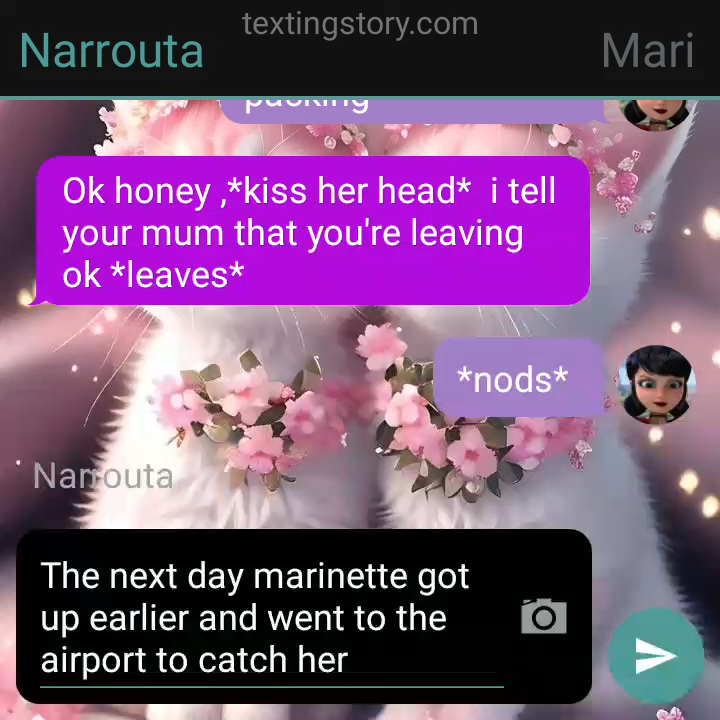 textingstory.com
Narrouta
Mari
packing
Ok honey ,*kiss her head*  i tell
your mum that you're leaving
ok *leaves*
*nods*
Narrouta
The next day marinette got
up earlier and went to the
airport to catch her